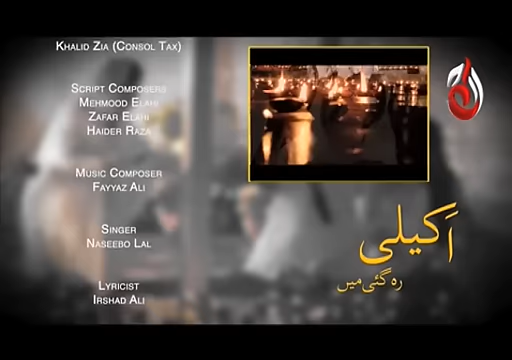 Khalid Zia (Consol Tax)
Script Composers
Mehmood Elahi
Zafar Elahi
Haider Raza
Music Composer
Fayyaz Ali
Singer
Naseebo Lal
Lyricist
Irshad Ali
اَکیلی
رہ گئی میں